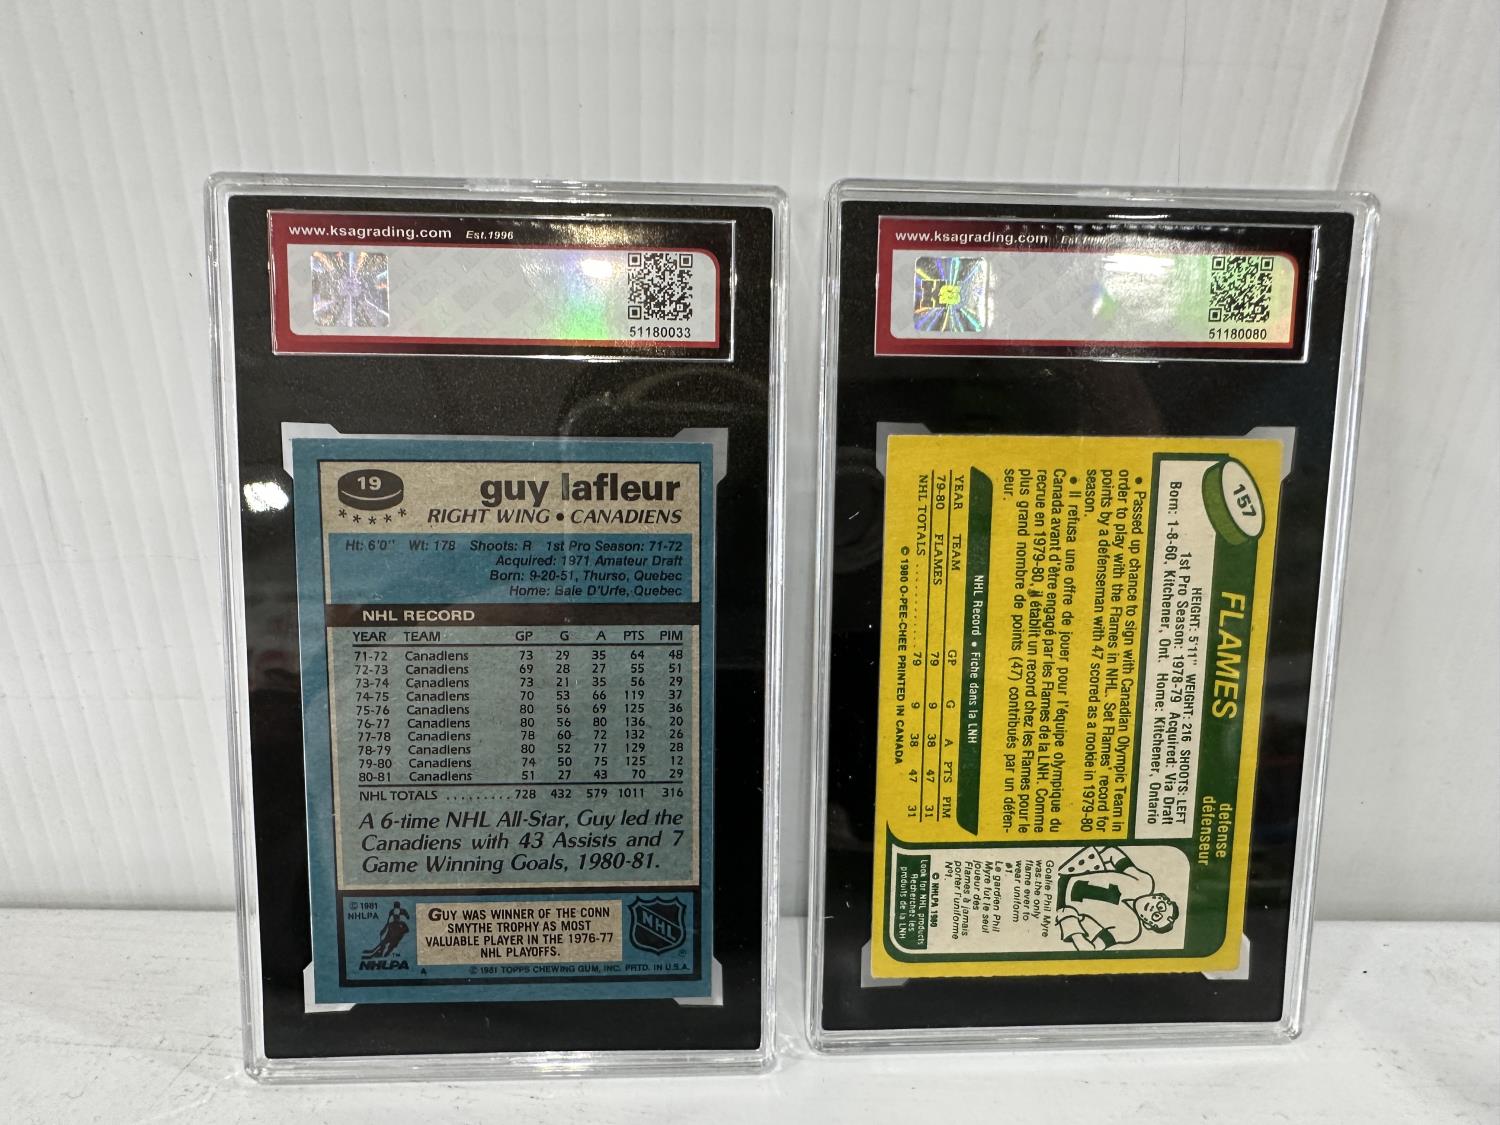 www.ksagrading.com Est.1996
51180033
19
guy lafleur
RIGHT WING • CANADIENS
Ht: 6'0" Wt: 178 Shoots: R 1st Pro Season: 71-72
Acquired: 1971 Amateur Draft
Born: 9-20-51, Thurso, Quebec
Home: Baie D'Urfe, Quebec
NHL RECORD
YEAR TEAM GP G A PTS PIM
71-72 Canadiens 73 29 35 64 48
72-73 Canadiens 69 28 27 55 51
73-74 Canadiens 73 21 35 56 29
74-75 Canadiens 70 53 66 119 37
75-76 Canadiens 80 56 69 125 36
76-77 Canadiens 80 56 80 136 20
77-78 Canadiens 78 60 72 132 26
78-79 Canadiens 80 52 77 129 28
79-80 Canadiens 74 50 75 125 12
80-81 Canadiens 51 27 43 70 29
NHL TOTALS .......... 728 432 579 1011 316
A 6-time NHL All-Star, Guy led the
Canadiens with 43 Assists and 7
Game Winning Goals, 1980-81.
© 1981
NHLPA
NHLPA
GUY WAS WINNER OF THE CONN
SMYTHE TROPHY AS MOST
VALUABLE PLAYER IN THE 1976-77
NHL PLAYOFFS.
NHL
A
© 1981 TOPPS CHEWING GUM, INC. PRTD. IN U.S.A.
www.ksagrading.com Est.1996
51180080
157
FLAMES
defense
défenseur
HEIGHT: 5'11" WEIGHT: 216 SHOOTS: LEFT
1st Pro Season: 1978-79 Acquired: Via Draft
Born: 1-8-60, Kitchener, Ont. Home: Kitchener, Ontario
• Passed up chance to sign with Canadian Olympic Team in
order to play with the Flames in NHL. Set Flames' record for
points by a defenseman with 47 scored as a rookie in 1979-80
season.
• Il refusa une offre de jouer pour l'équipe olympique du
Canada avant d'être engagé par les Flames de la LNH. Comme
recrue en 1979-80, il établit un record chez les Flames pour le
plus grand nombre de points (47) contribués par un défen-
seur.
NHL Record • Fiche dans la LNH
YEAR TEAM GP G A PTS PIM
79-80 FLAMES 79 9 38 47 31
NHL TOTALS .......... 79 9 38 47 31
© 1980 O-PEE-CHEE PRINTED IN CANADA
1
Goalie Phil Myre
was the only
flame ever to
wear uniform
#1
Le gardien Phil
Myre fut le seul
joueur des
Flames à jamais
porter l'uniforme
N°1.
© NHLPA 1980
Look for NHL products
Recherchez les
produits de la LNH